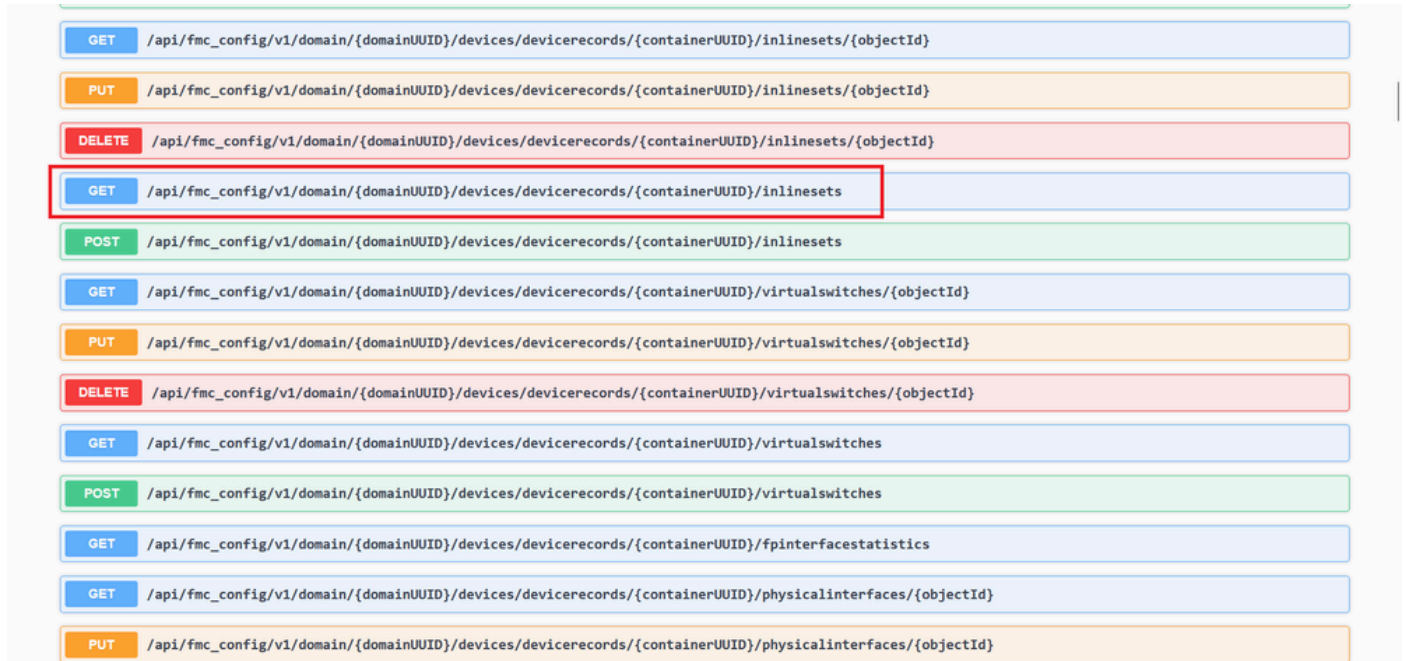 GET /api/fmc_config/v1/domain/{domainUUID}/devices/devicerecords/{containerUUID}/inlinesets/{objectId}
PUT /api/fmc_config/v1/domain/{domainUUID}/devices/devicerecords/{containerUUID}/inlinesets/{objectId}
DELETE /api/fmc_config/v1/domain/{domainUUID}/devices/devicerecords/{containerUUID}/inlinesets/{objectId}
GET /api/fmc_config/v1/domain/{domainUUID}/devices/devicerecords/{containerUUID}/inlinesets
POST /api/fmc_config/v1/domain/{domainUUID}/devices/devicerecords/{containerUUID}/inlinesets
GET /api/fmc_config/v1/domain/{domainUUID}/devices/devicerecords/{containerUUID}/virtualswitches/{objectId}
PUT /api/fmc_config/v1/domain/{domainUUID}/devices/devicerecords/{containerUUID}/virtualswitches/{objectId}
DELETE /api/fmc_config/v1/domain/{domainUUID}/devices/devicerecords/{containerUUID}/virtualswitches/{objectId}
GET /api/fmc_config/v1/domain/{domainUUID}/devices/devicerecords/{containerUUID}/virtualswitches
POST /api/fmc_config/v1/domain/{domainUUID}/devices/devicerecords/{containerUUID}/virtualswitches
GET /api/fmc_config/v1/domain/{domainUUID}/devices/devicerecords/{containerUUID}/fpinterfacestatistics
GET /api/fmc_config/v1/domain/{domainUUID}/devices/devicerecords/{containerUUID}/physicalinterfaces/{objectId}
PUT /api/fmc_config/v1/domain/{domainUUID}/devices/devicerecords/{containerUUID}/physicalinterfaces/{objectId}